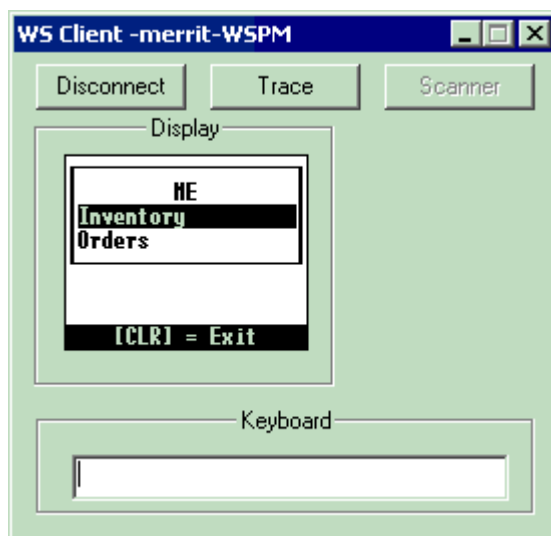 WS Client -merrit-WSPM
Disconnect Trace Scanner
Display
ME
Inventory
Orders
[CLR] = Exit
Keyboard